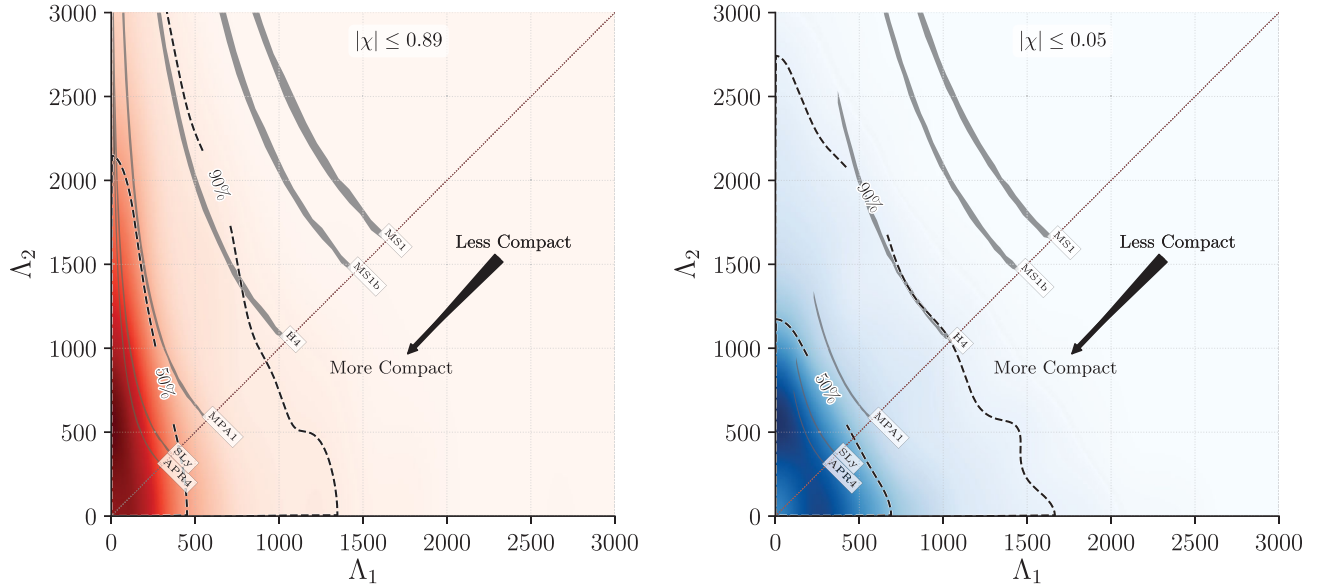 3000
2500
2000
1500
1000
500
0
Λ₂
|χ| ≤ 0.89
90%
50%
MS1
MS1b
H4
MPA1
SLy
APR4
Less Compact
More Compact
0 500 1000 1500 2000 2500 3000
Λ₁
3000
2500
2000
1500
1000
500
0
Λ₂
|χ| ≤ 0.05
90%
50%
MS1
MS1b
H4
MPA1
SLy
APR4
Less Compact
More Compact
0 500 1000 1500 2000 2500 3000
Λ₁